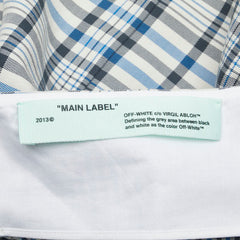 "MAIN LABEL"
2013©
OFF-WHITE c/o VIRGIL ABLOH™
Defining the grey area between black
and white as the color Off-White™